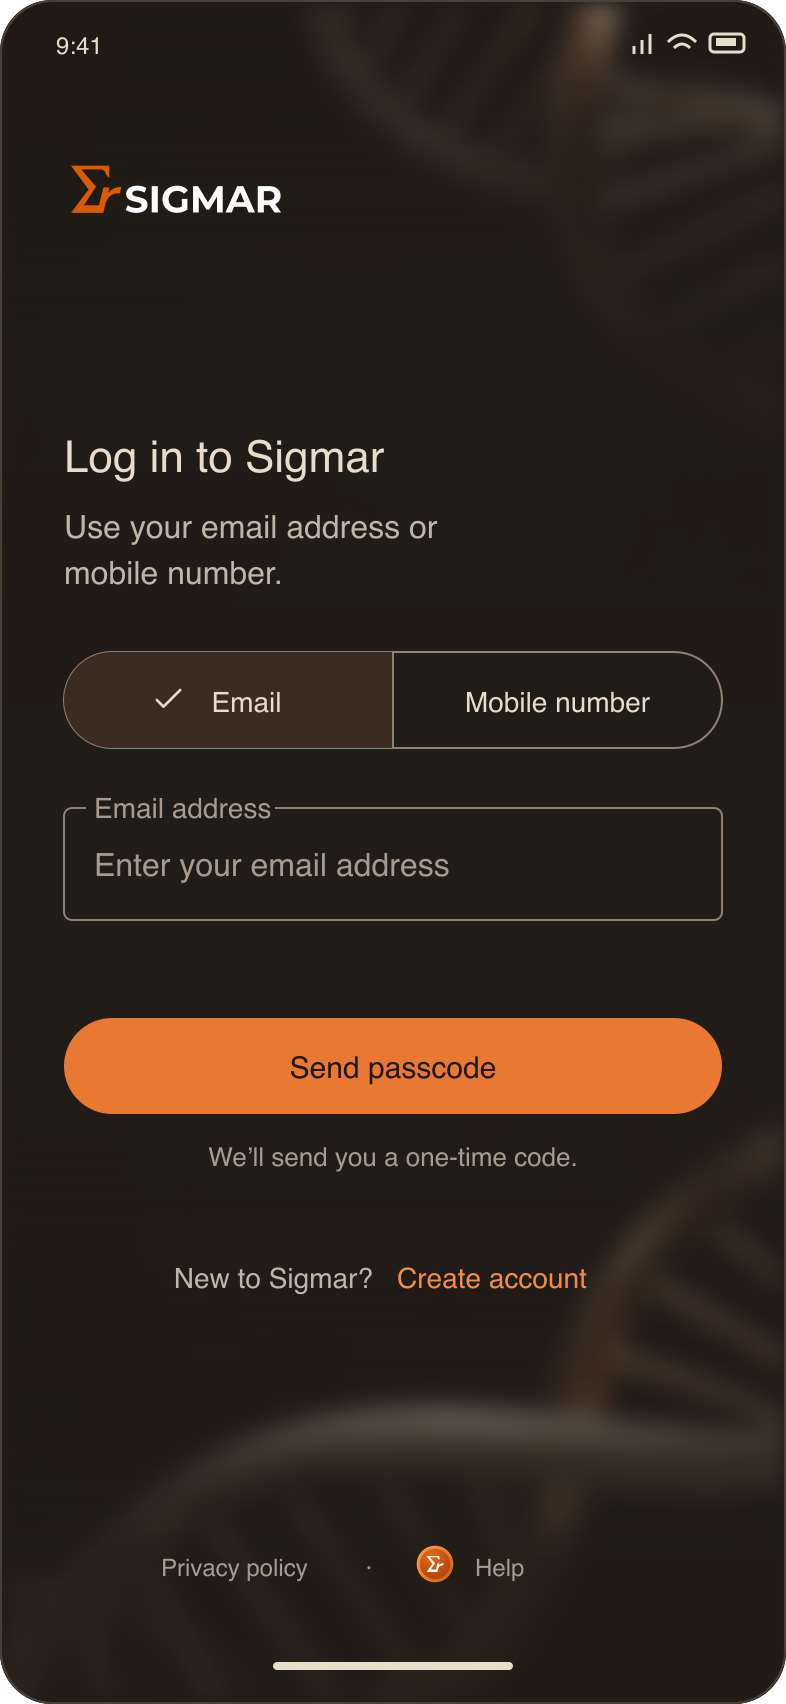 9:41
Σr SIGMAR
Log in to Sigmar
Use your email address or
mobile number.
Email
Mobile number
Email address
Enter your email address
Send passcode
We’ll send you a one-time code.
New to Sigmar? Create account
Privacy policy · Σr Help